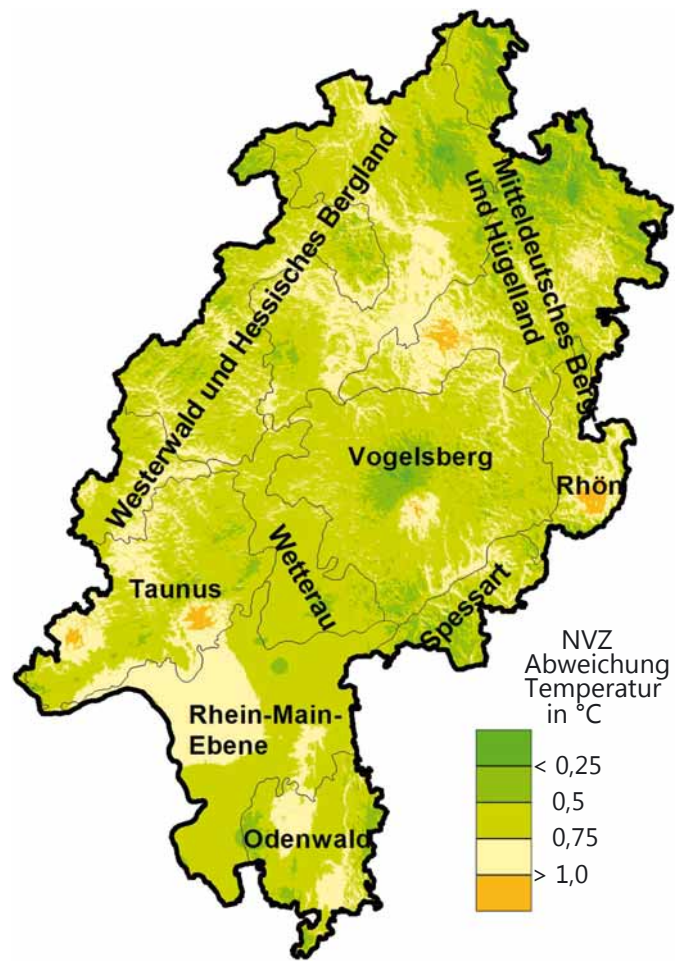 Westerwald und Hessisches Bergland
Mitteldeutsches Berg-
und Hügelland
Vogelsberg
Rhön
Taunus
Wetterau
Spessart
Rhein-Main-
Ebene
Odenwald
NVZ
Abweichung
Temperatur
in °C
< 0,25
0,5
0,75
> 1,0